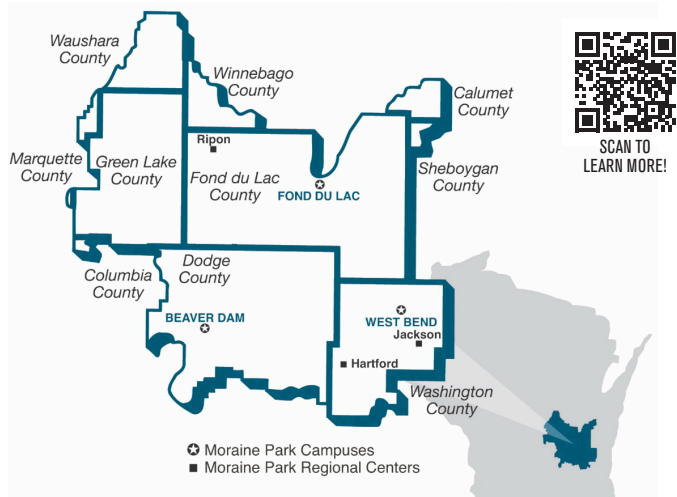 Waushara
County
Winnebago
County
Calumet
County
SCAN TO
LEARN MORE!
Ripon
Marquette
County
Green Lake
County
Fond du Lac
County
FOND DU LAC
Sheboygan
County
Columbia
County
Dodge
County
BEAVER DAM
WEST BEND
Jackson
Hartford
Washington
County
Moraine Park Campuses
Moraine Park Regional Centers